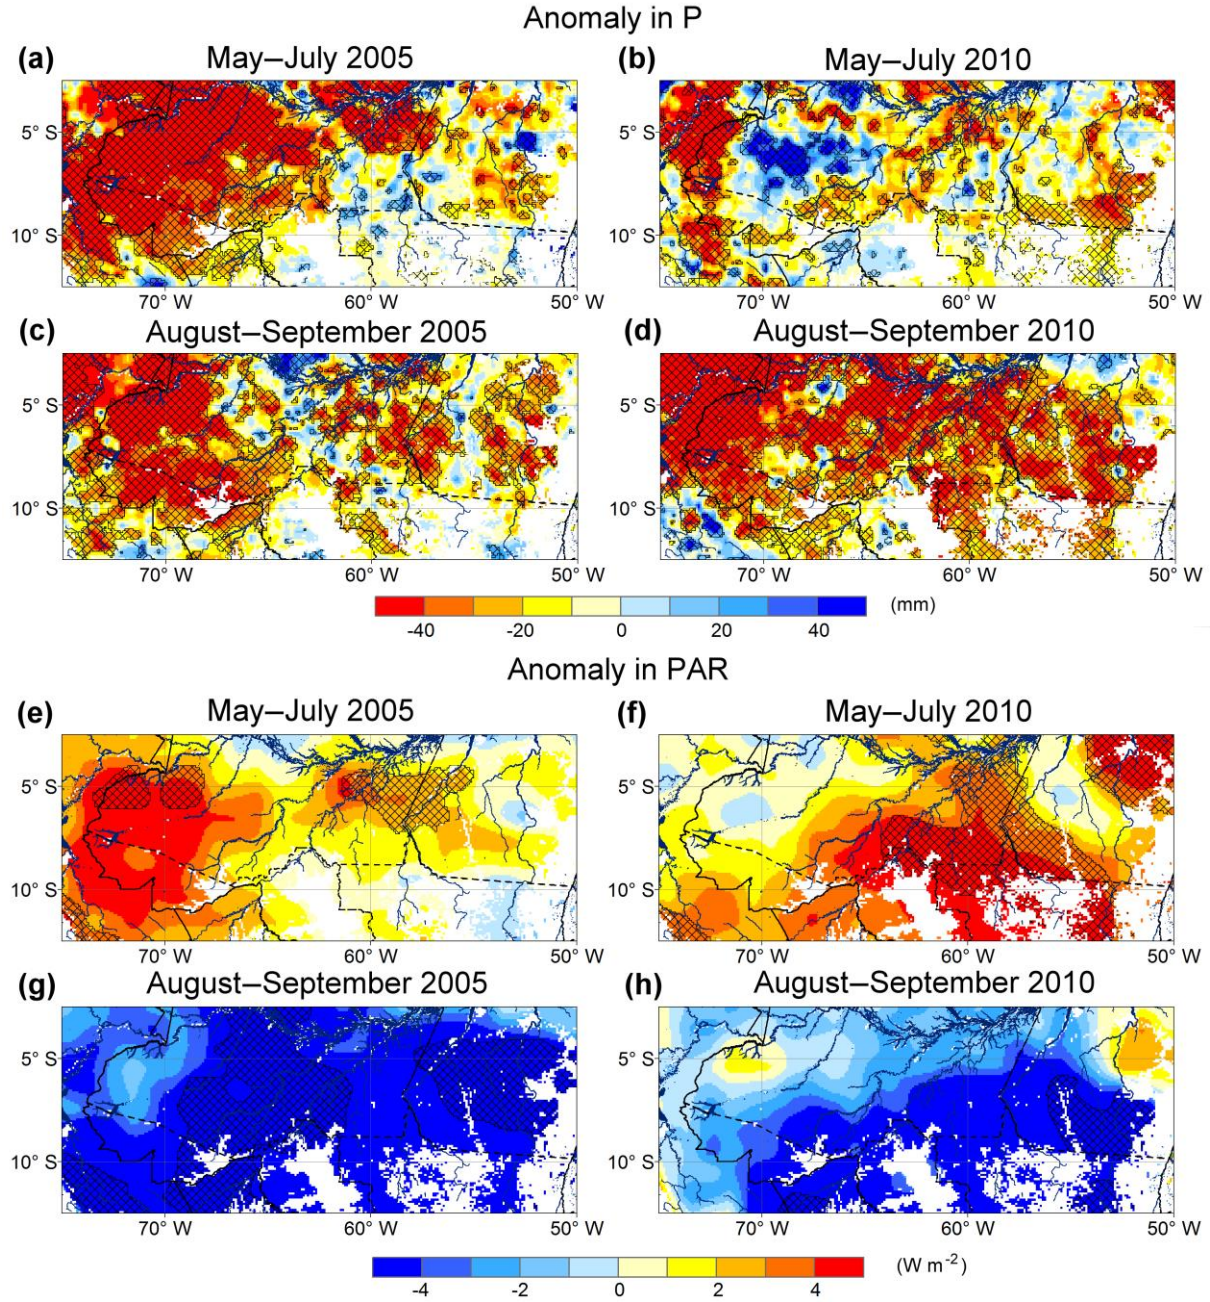 Anomaly in P
(a) May–July 2005
(b) May–July 2010
5° S
5° S
10° S
10° S
70° W 60° W 50° W
70° W 60° W 50° W
(c) August–September 2005
(d) August–September 2010
5° S
5° S
10° S
10° S
70° W 60° W 50° W
70° W 60° W 50° W
(mm)
-40 -20 0 20 40
Anomaly in PAR
(e) May–July 2005
(f) May–July 2010
5° S
5° S
10° S
10° S
70° W 60° W 50° W
70° W 60° W 50° W
(g) August–September 2005
(h) August–September 2010
5° S
5° S
10° S
10° S
70° W 60° W 50° W
70° W 60° W 50° W
(W m⁻²)
-4 -2 0 2 4